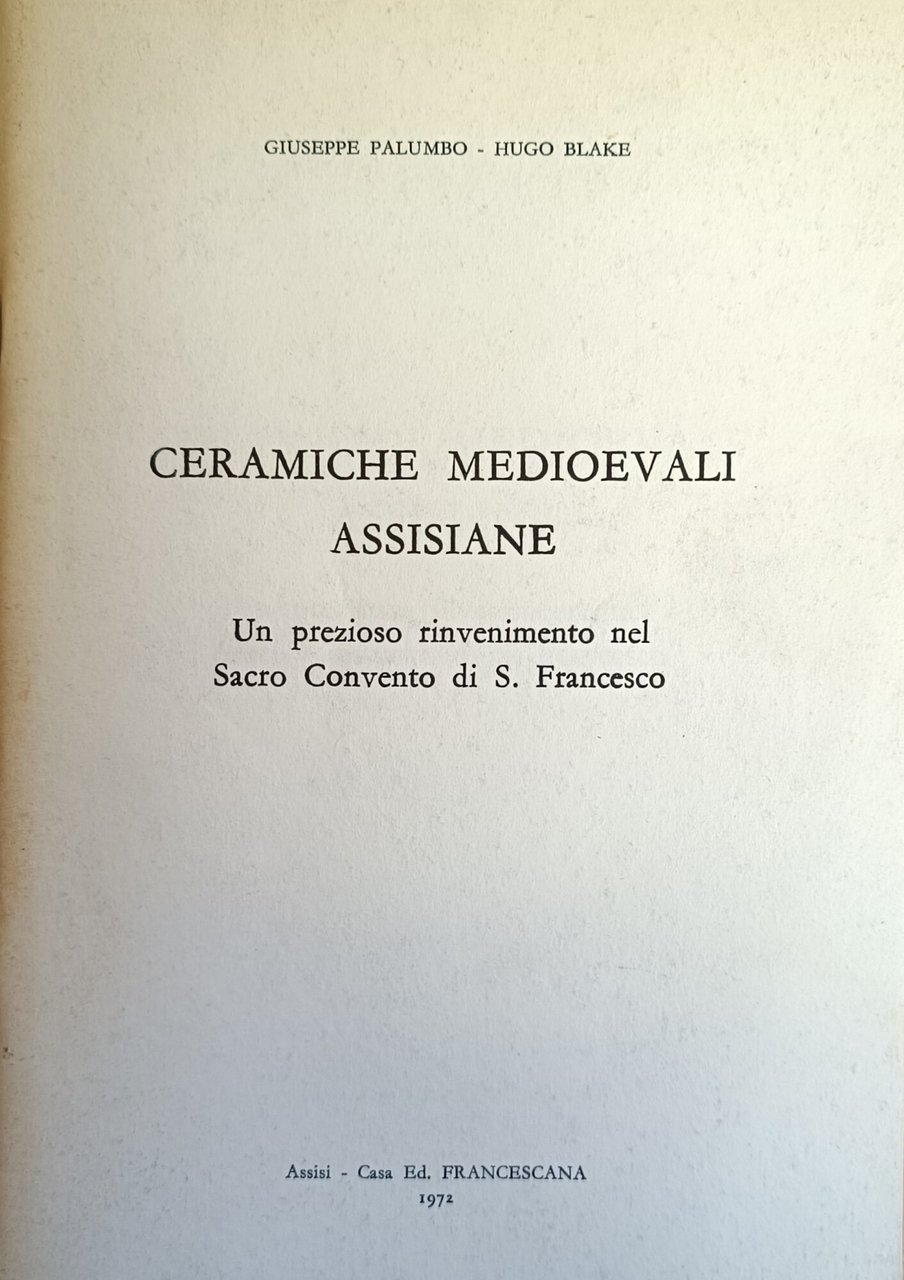 GIUSEPPE PALUMBO - HUGO BLAKE
CERAMICHE MEDIOEVALI
ASSISIANE
Un prezioso rinvenimento nel
Sacro Convento di S. Francesco
Assisi - Casa Ed. FRANCESCANA
1972